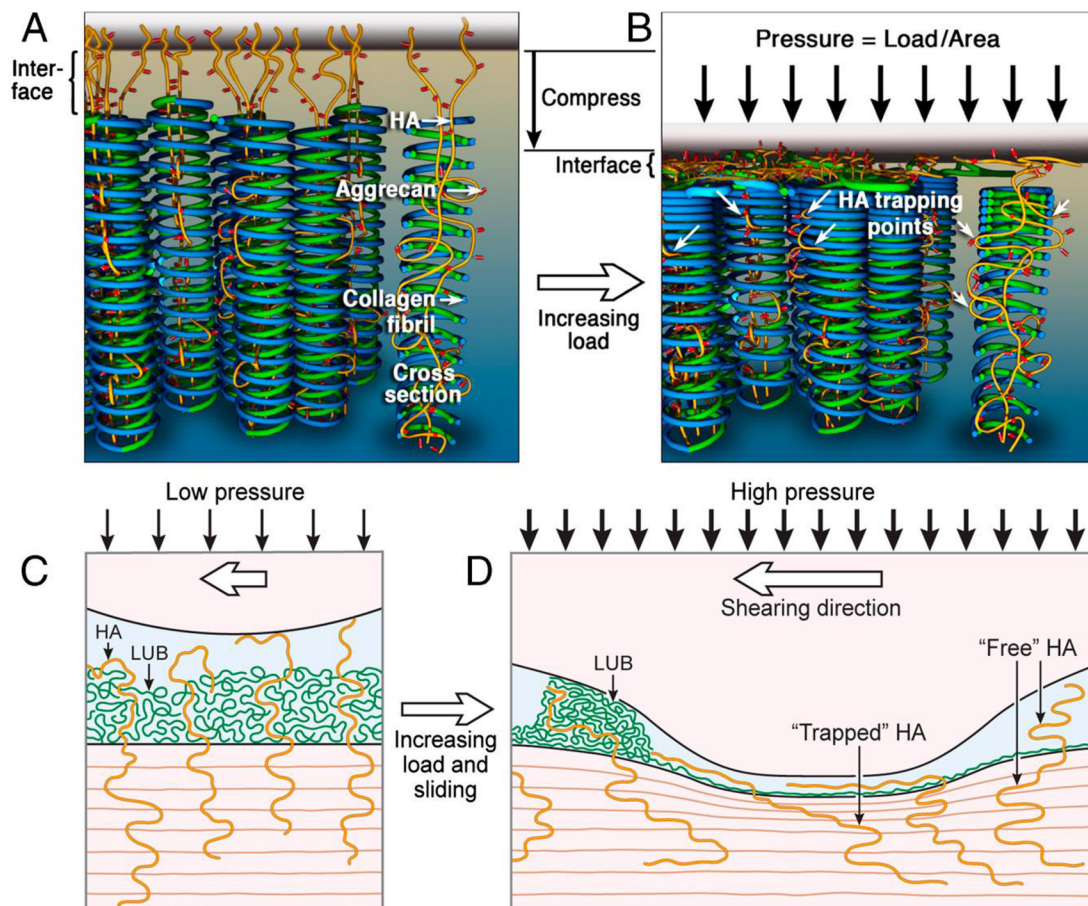 A
B
Pressure = Load/Area
Inter-
face
Compress
HA
Interface
Aggrecan
HA trapping
points
Collagen
fibril
Increasing
load
Cross
section
Low pressure
High pressure
C
D
Shearing direction
HA
LUB
LUB
"Free" HA
"Trapped" HA
Increasing
load and
sliding